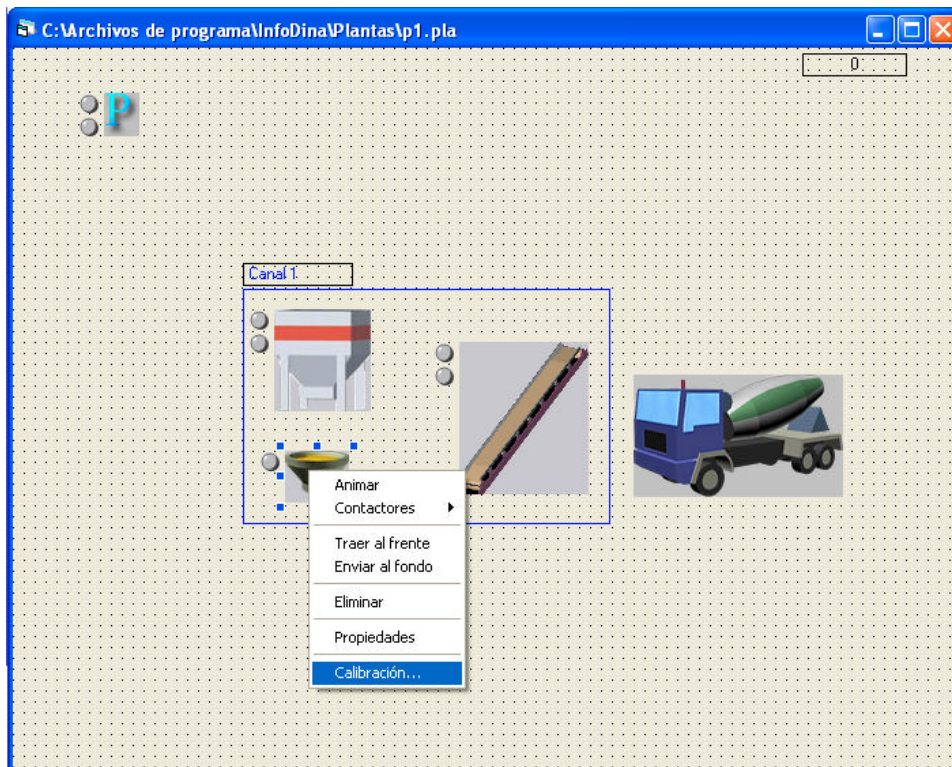 C:\Archivos de programa\InfoDina\Plantas\p1.pla
0
P
Canal 1
Animar
Contactores
Traer al frente
Enviar al fondo
Eliminar
Propiedades
Calibración...